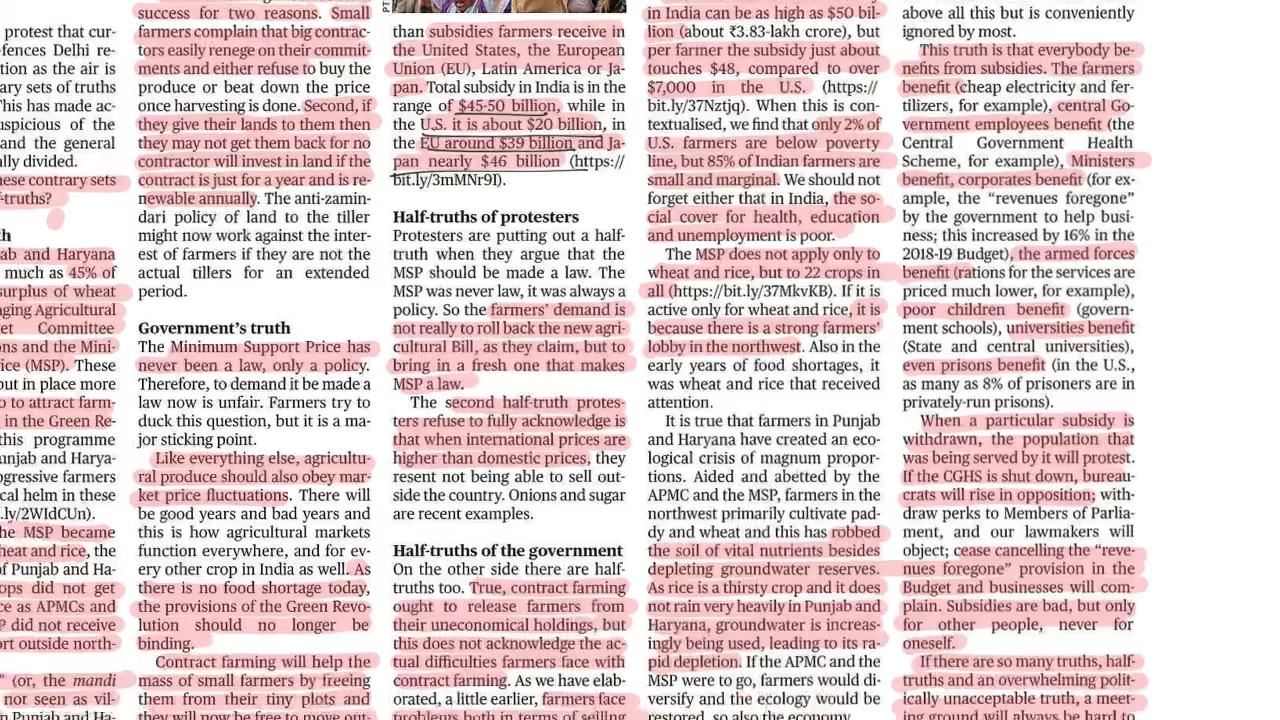 protest that cur-
fences Delhi re-
tion as the air is
ary sets of truths
his has made ac-
uspicious of the
and the general
lly divided.
hese contrary sets
f-truths?
th
ab and Haryana
much as 45% of
surplus of wheat
ging Agricultural
et Committee
ons and the Mini-
ice (MSP). These
but in place more
o to attract farm-
in the Green Re-
this programme
unjab and Harya-
ogressive farmers
cal helm in these
.ly/2WIdCUn).
he MSP became
heat and rice, the
of Punjab and Ha-
ops did not get
ce as APMCs and
P did not receive
ort outside north-
" (or, the mandi
not seen as vil-
n Punjab and Ha-
success for two reasons. Small
farmers complain that big contrac-
tors easily renege on their commit-
ments and either refuse to buy the
produce or beat down the price
once harvesting is done. Second, if
they give their lands to them then
they may not get them back for no
contractor will invest in land if the
contract is just for a year and is re-
newable annually. The anti-zamin-
dari policy of land to the tiller
might now work against the inter-
est of farmers if they are not the
actual tillers for an extended
period.
Government's truth
The Minimum Support Price has
never been a law, only a policy.
Therefore, to demand it be made a
law now is unfair. Farmers try to
duck this question, but it is a ma-
jor sticking point.
Like everything else, agricultu-
ral produce should also obey mar-
ket price fluctuations. There will
be good years and bad years and
this is how agricultural markets
function everywhere, and for ev-
ery other crop in India as well. As
there is no food shortage today,
the provisions of the Green Revo-
lution should no longer be
binding.
Contract farming will help the
mass of small farmers by freeing
them from their tiny plots and
they will now be free to move out-
PT
than subsidies farmers receive in
the United States, the European
Union (EU), Latin America or Ja-
pan. Total subsidy in India is in the
range of $45-50 billion, while in
the U.S. it is about $20 billion, in
the EU around $39 billion and Ja-
pan nearly $46 billion (https://
bit.ly/3mMNr9I).
Half-truths of protesters
Protesters are putting out a half-
truth when they argue that the
MSP should be made a law. The
MSP was never law, it was always a
policy. So the farmers' demand is
not really to roll back the new agri-
cultural Bill, as they claim, but to
bring in a fresh one that makes
MSP a law.
The second half-truth protes-
ters refuse to fully acknowledge is
that when international prices are
higher than domestic prices, they
resent not being able to sell out-
side the country. Onions and sugar
are recent examples.
Half-truths of the government
On the other side there are half-
truths too. True, contract farming
ought to release farmers from
their uneconomical holdings, but
this does not acknowledge the ac-
tual difficulties farmers face with
contract farming. As we have elab-
orated, a little earlier, farmers face
problems both in terms of selling
in India can be as high as $50 bil-
lion (about ₹3.83-lakh crore), but
per farmer the subsidy just about
touches $48, compared to over
$7,000 in the U.S. (https://
bit.ly/37Nztjq). When this is con-
textualised, we find that only 2% of
U.S. farmers are below poverty
line, but 85% of Indian farmers are
small and marginal. We should not
forget either that in India, the so-
cial cover for health, education
and unemployment is poor.
The MSP does not apply only to
wheat and rice, but to 22 crops in
all (https://bit.ly/37MkvKB). If it is
active only for wheat and rice, it is
because there is a strong farmers'
lobby in the northwest. Also in the
early years of food shortages, it
was wheat and rice that received
attention.
It is true that farmers in Punjab
and Haryana have created an eco-
logical crisis of magnum propor-
tions. Aided and abetted by the
APMC and the MSP, farmers in the
northwest primarily cultivate pad-
dy and wheat and this has robbed
the soil of vital nutrients besides
depleting groundwater reserves.
As rice is a thirsty crop and it does
not rain very heavily in Punjab and
Haryana, groundwater is increas-
ingly being used, leading to its ra-
pid depletion. If the APMC and the
MSP were to go, farmers would di-
versify and the ecology would be
restored, so also the economy.
above all this but is conveniently
ignored by most.
This truth is that everybody be-
nefits from subsidies. The farmers
benefit (cheap electricity and fer-
tilizers, for example), central Go-
vernment employees benefit (the
Central Government Health
Scheme, for example), Ministers
benefit, corporates benefit (for ex-
ample, the "revenues foregone"
by the government to help busi-
ness; this increased by 16% in the
2018-19 Budget), the armed forces
benefit (rations for the services are
priced much lower, for example),
poor children benefit (govern-
ment schools), universities benefit
(State and central universities),
even prisons benefit (in the U.S.,
as many as 8% of prisoners are in
privately-run prisons).
When a particular subsidy is
withdrawn, the population that
was being served by it will protest.
If the CGHS is shut down, bureau-
crats will rise in opposition; with-
draw perks to Members of Parlia-
ment, and our lawmakers will
object; cease cancelling the "reve-
nues foregone" provision in the
Budget and businesses will com-
plain. Subsidies are bad, but only
for other people, never for
oneself.
If there are so many truths, half-
truths and an overwhelming polit-
ically unacceptable truth, a meet-
ing ground will always be hard to